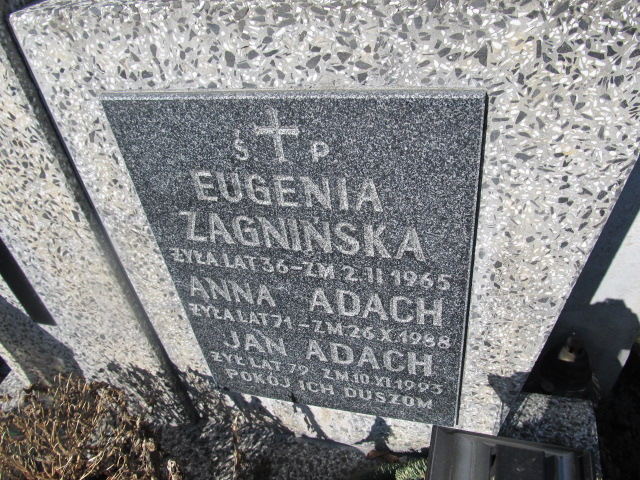 Ś P
EUGENIA
ZAGNIŃSKA
ŻYŁA LAT 36 - ZM 2.II 1965
ANNA ADACH
ŻYŁA LAT 71 - ZM 26 X 1988
JAN ADACH
ŻYŁ LAT 79 ZM 10.XI.1993
POKÓJ ICH DUSZOM